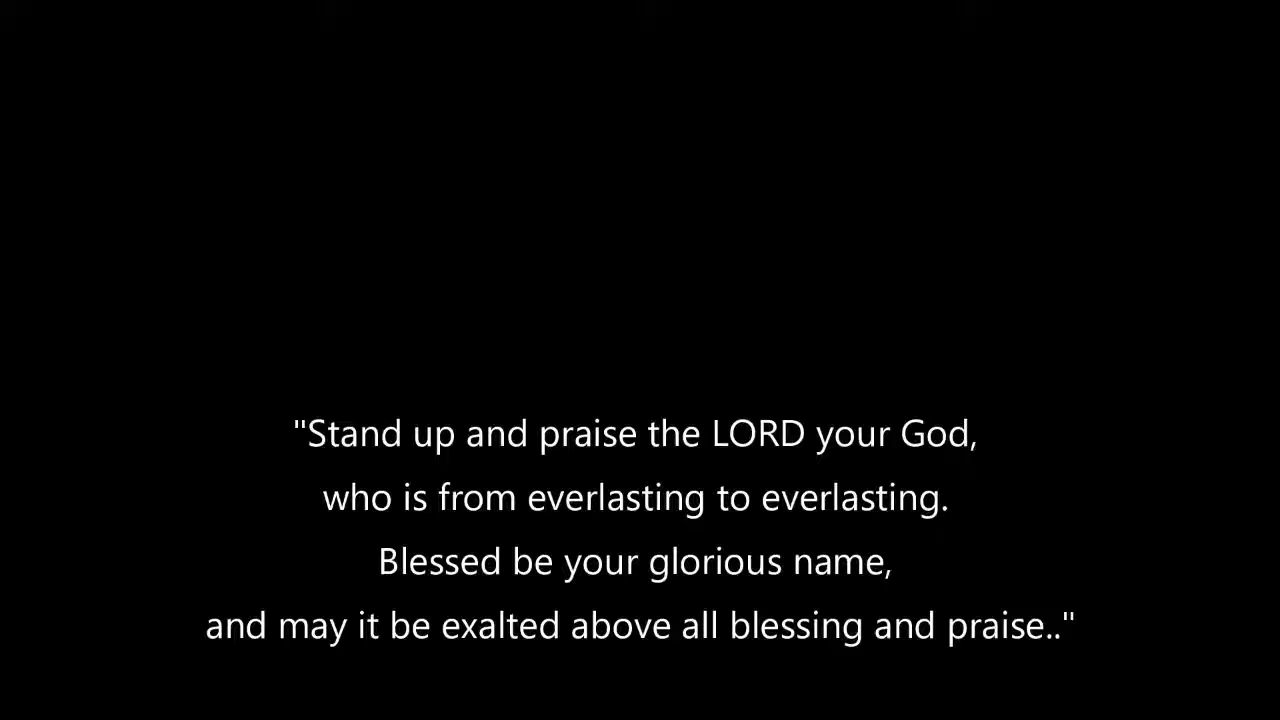 "Stand up and praise the LORD your God,
who is from everlasting to everlasting.
Blessed be your glorious name,
and may it be exalted above all blessing and praise.."